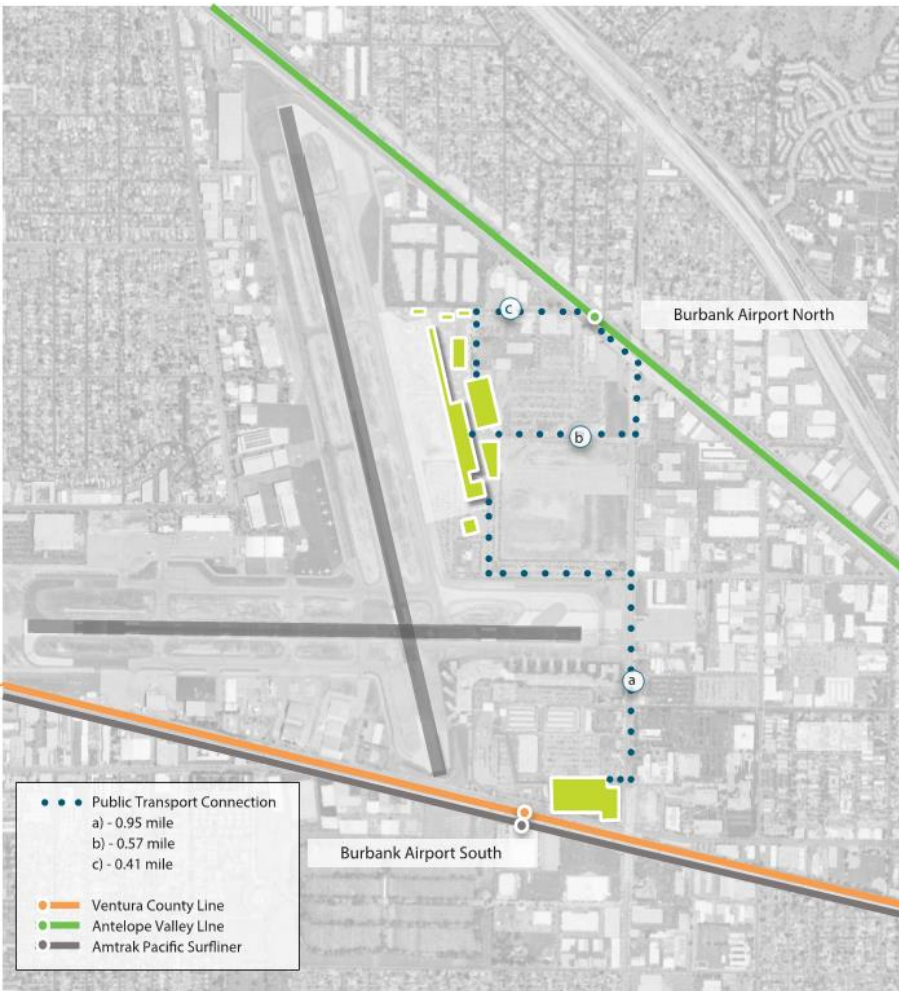 c
Burbank Airport North
b
a
Public Transport Connection
a) - 0.95 mile
b) - 0.57 mile
c) - 0.41 mile
Burbank Airport South
Ventura County Line
Antelope Valley LIne
Amtrak Pacific Surfliner